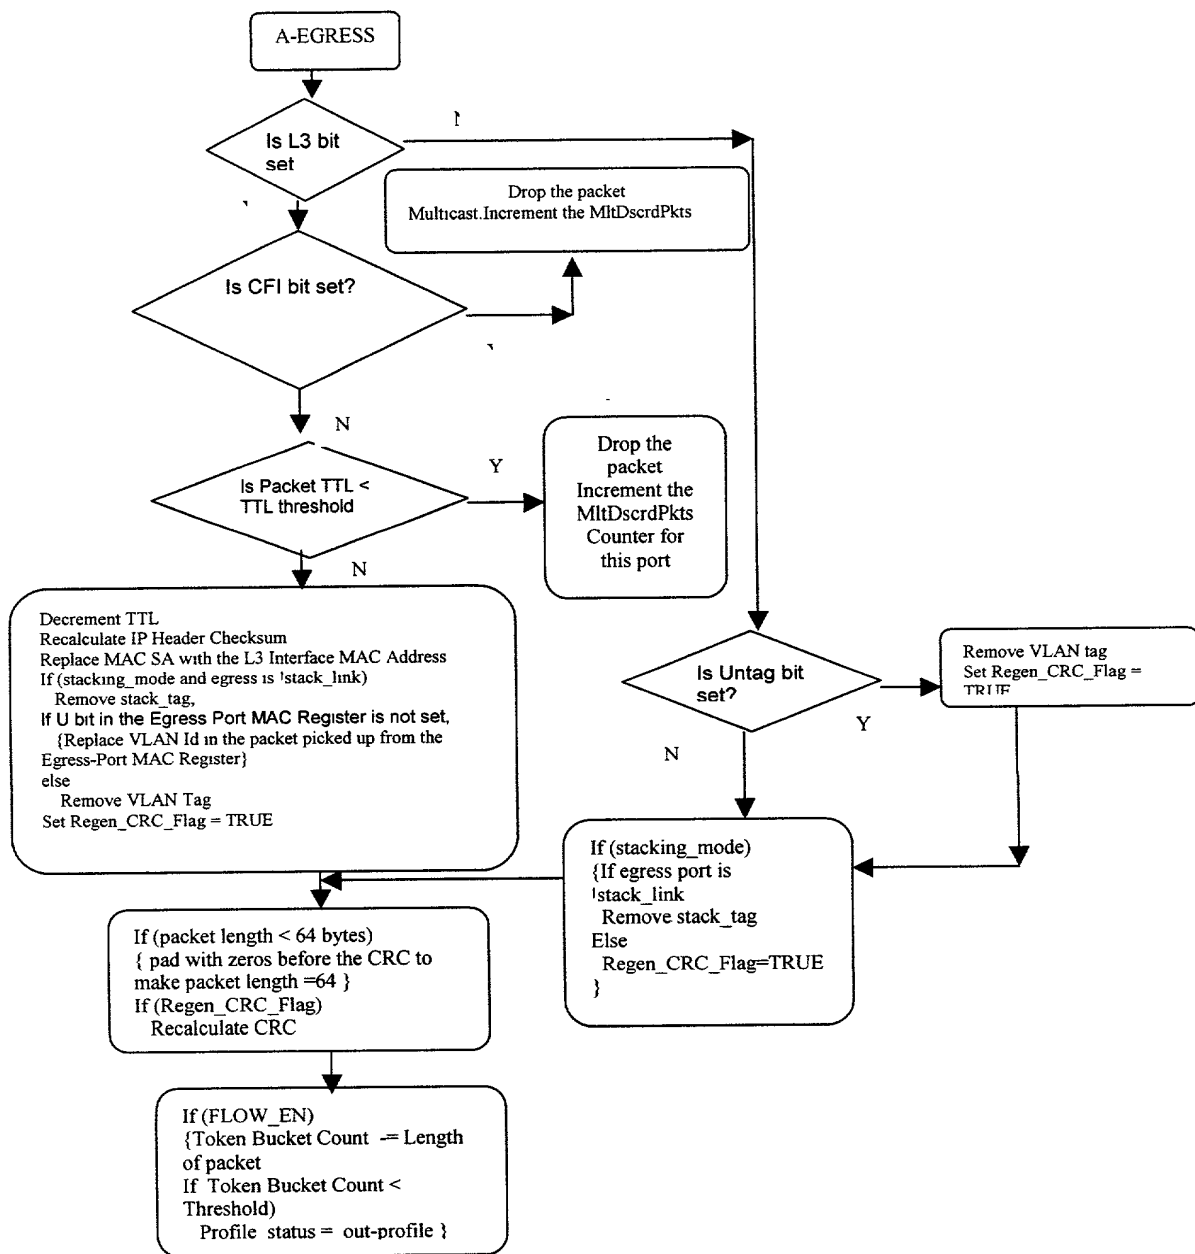 A-EGRESS
Is L3 bit
set
Drop the packet
Multicast.Increment the MltDscrdPkts
Is CFI bit set?
N
Is Packet TTL <
TTL threshold
Y
Drop the
packet
Increment the
MltDscrdPkts
Counter for
this port
N
Decrement TTL
Recalculate IP Header Checksum
Replace MAC SA with the L3 Interface MAC Address
If (stacking_mode and egress is !stack_link)
Remove stack_tag,
If U bit in the Egress Port MAC Register is not set,
{Replace VLAN Id in the packet picked up from the
Egress-Port MAC Register}
else
Remove VLAN Tag
Set Regen_CRC_Flag = TRUE
Is Untag bit
set?
Y
Remove VLAN tag
Set Regen_CRC_Flag =
TRUE
N
If (stacking_mode)
{If egress port is
!stack_link
Remove stack_tag
Else
Regen_CRC_Flag=TRUE
}
If (packet length < 64 bytes)
{ pad with zeros before the CRC to
make packet length =64 }
If (Regen_CRC_Flag)
Recalculate CRC
If (FLOW_EN)
{Token Bucket Count -= Length
of packet
If Token Bucket Count <
Threshold)
Profile status = out-profile }